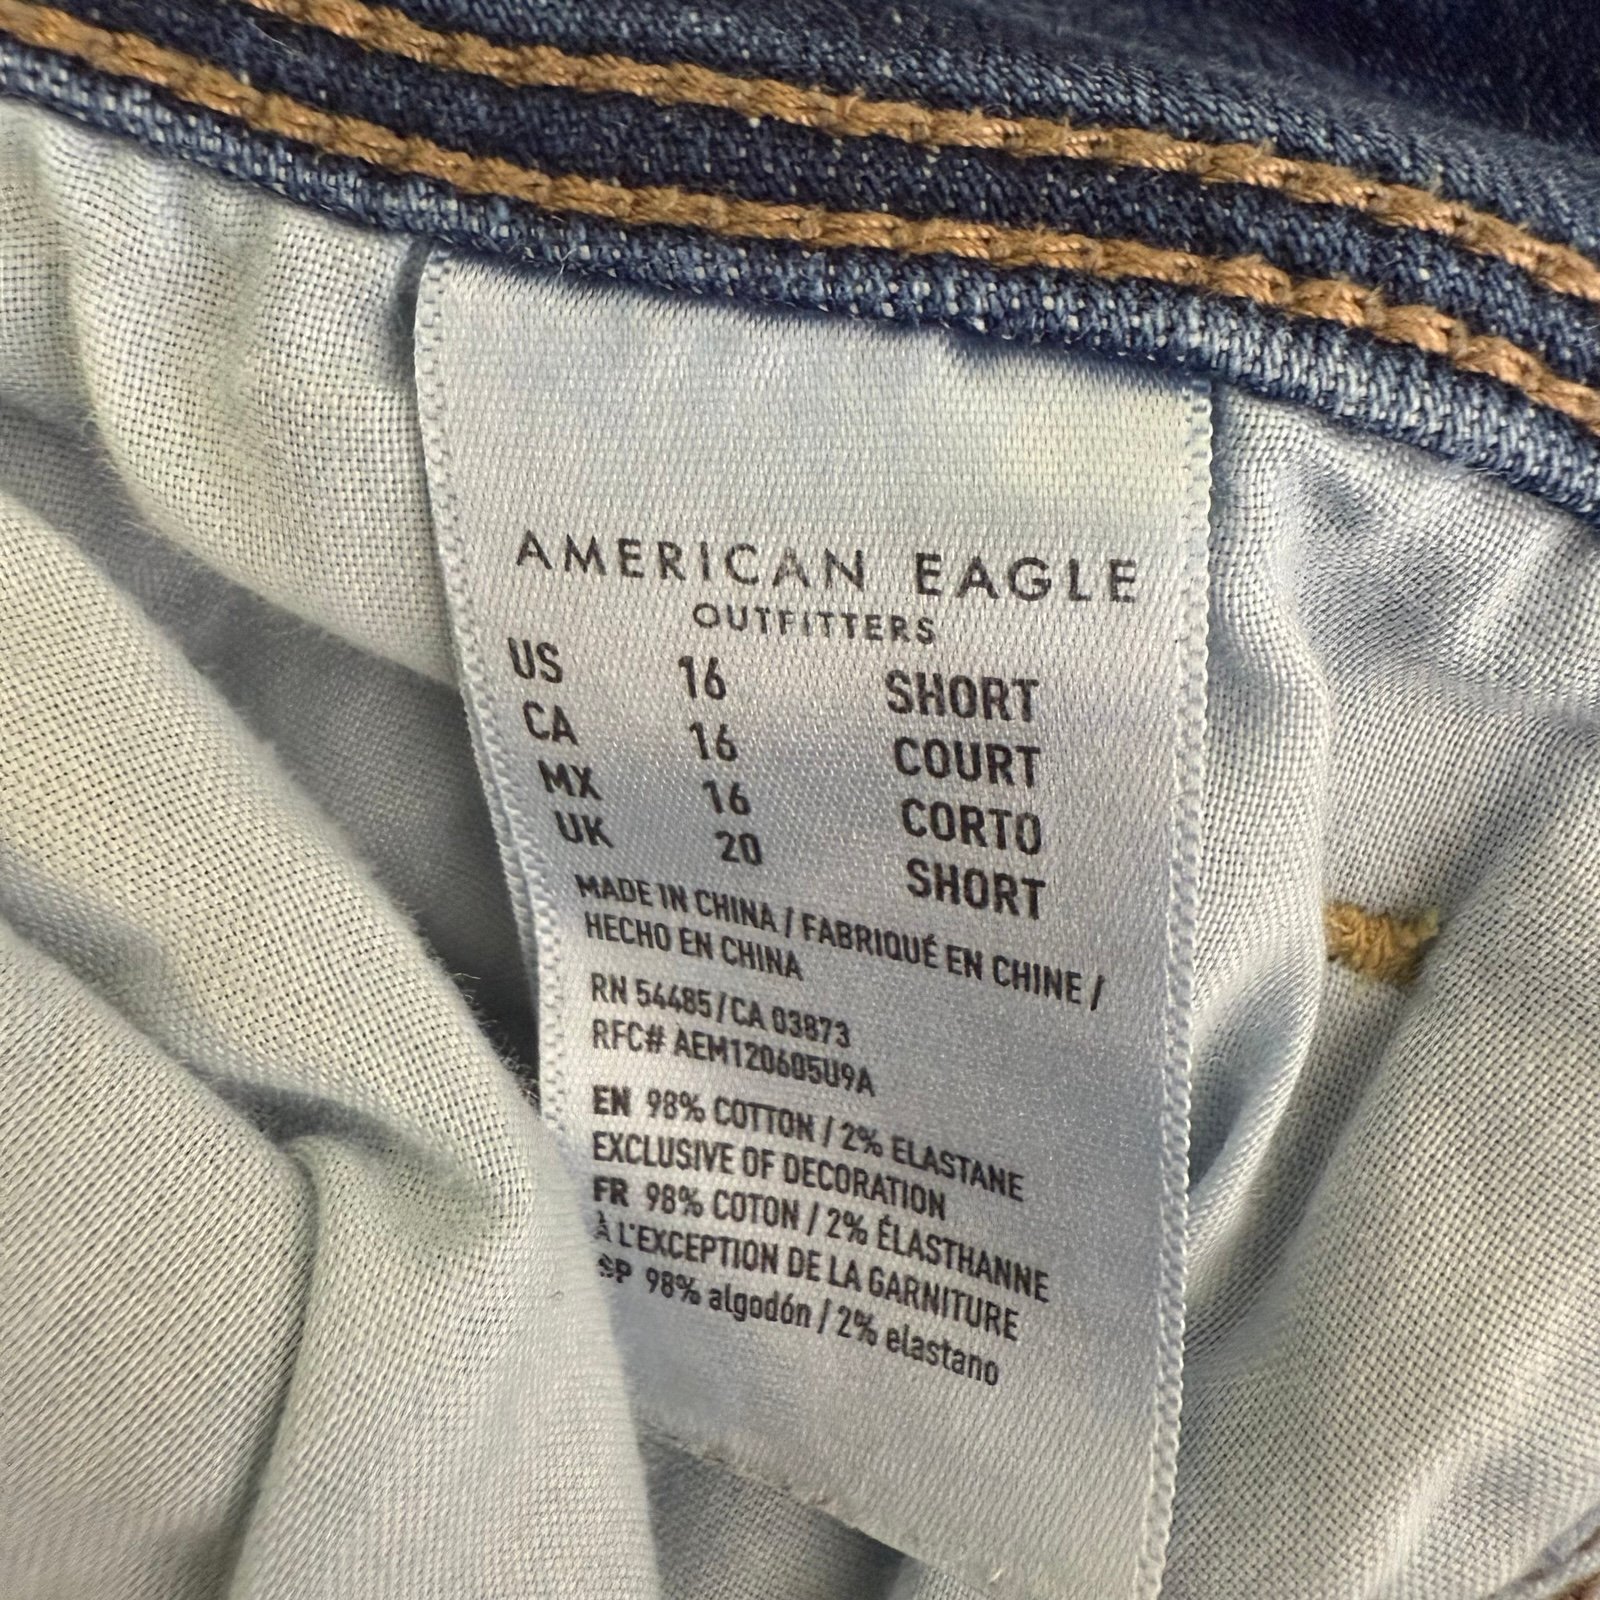 AMERICAN EAGLE
OUTFITTERS
US 16 SHORT
CA 16 COURT
MX 16 CORTO
UK 20 SHORT
MADE IN CHINA / FABRIQUÉ EN CHINE /
HECHO EN CHINA
RN 54485/CA 03873
RFC# AEM120605U9A
EN 98% COTTON / 2% ELASTANE
EXCLUSIVE OF DECORATION
FR 98% COTON / 2% ÉLASTHANNE
À L'EXCEPTION DE LA GARNITURE
SP 98% algodón / 2% elastano